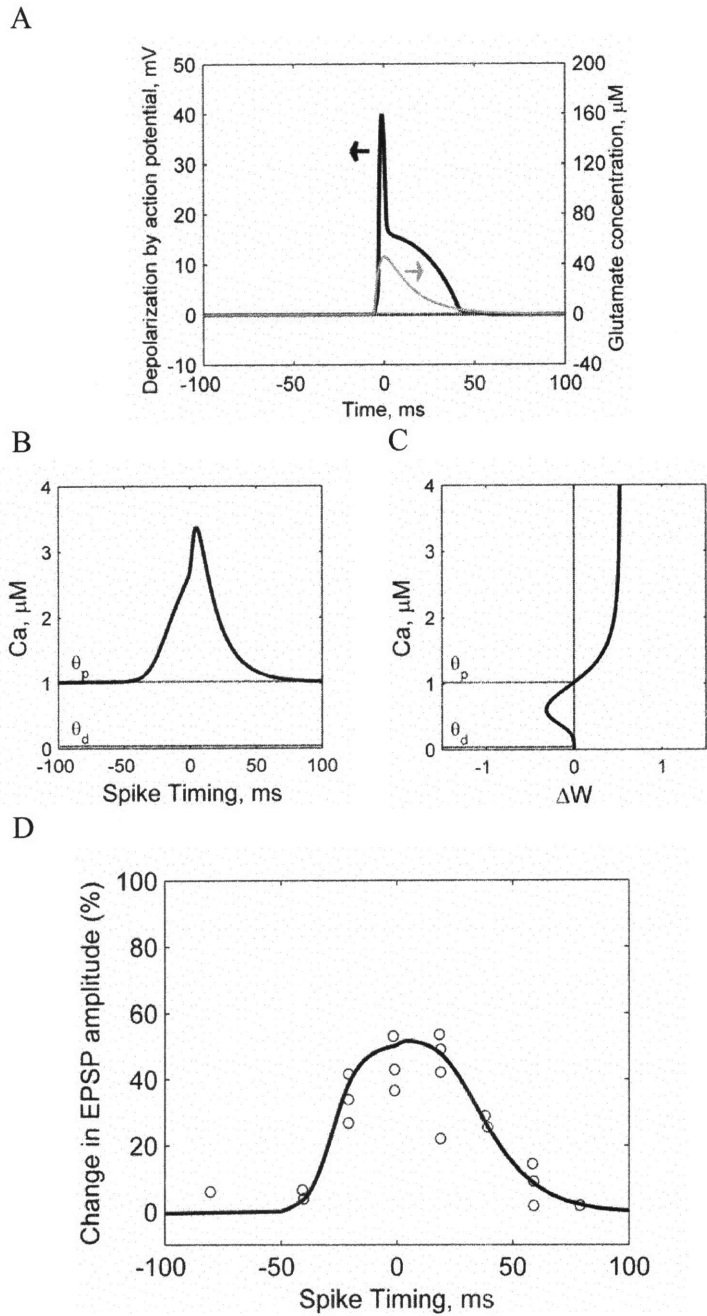 A
Depolarization by action potential, mV
50
40
30
20
10
0
-10
200
160
120
80
40
0
-40
Glutamate concentration, μM
-100 -50 0 50 100
Time, ms
B
Ca, μM
4
3
2
1
0
θp
θd
-100 -50 0 50 100
Spike Timing, ms
C
Ca, μM
4
3
2
1
0
θp
θd
-1 0 1
ΔW
D
Change in EPSP amplitude (%)
100
80
60
40
20
0
-100 -50 0 50 100
Spike Timing, ms